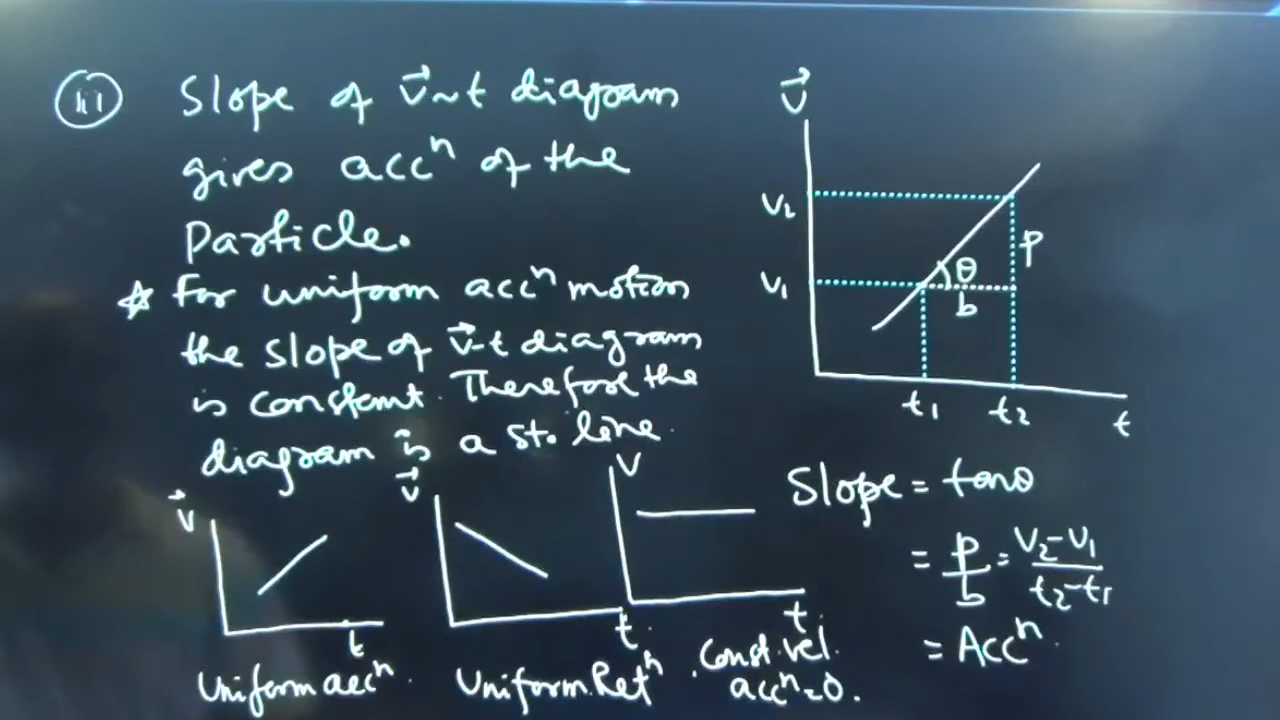 (iii) Slope of v⃗~t diagram
gives accⁿ of the
Particle.
☆ For uniform accⁿ motion
the slope of v⃗-t diagram
is constant. Therefore the
diagram is a st. line.
v⃗
t
Uniform accⁿ.
v⃗
t.
Uniform Retⁿ
v
t
Const. vel.
accⁿ=0.
v⃗
v₂
v₁
θ
p
b
t₁ t₂ t
Slope = tanθ
= p/b = v₂-v₁/t₂-t₁
= Accⁿ.